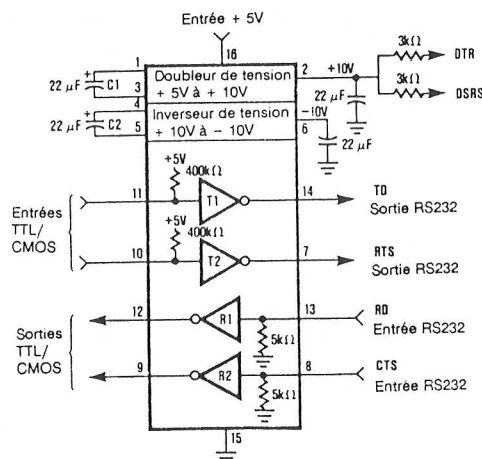 Entrée + 5V
16
1
22 µF
+
C1
3
Doubleur de tension
+ 5V à + 10V
2
+10V
3kΩ
DTR
3kΩ
DSRS
22 µF
4
22 µF
+
C2
5
Inverseur de tension
+ 10V à - 10V
-10V
6
22 µF
+5V
400kΩ
11
T1
14
TD
Sortie RS232
Entrées
TTL/
CMOS
+5V
400kΩ
10
T2
7
RTS
Sortie RS232
12
R1
13
RD
Entrée RS232
5kΩ
Sorties
TTL/
CMOS
9
R2
8
CTS
Entrée RS232
5kΩ
15